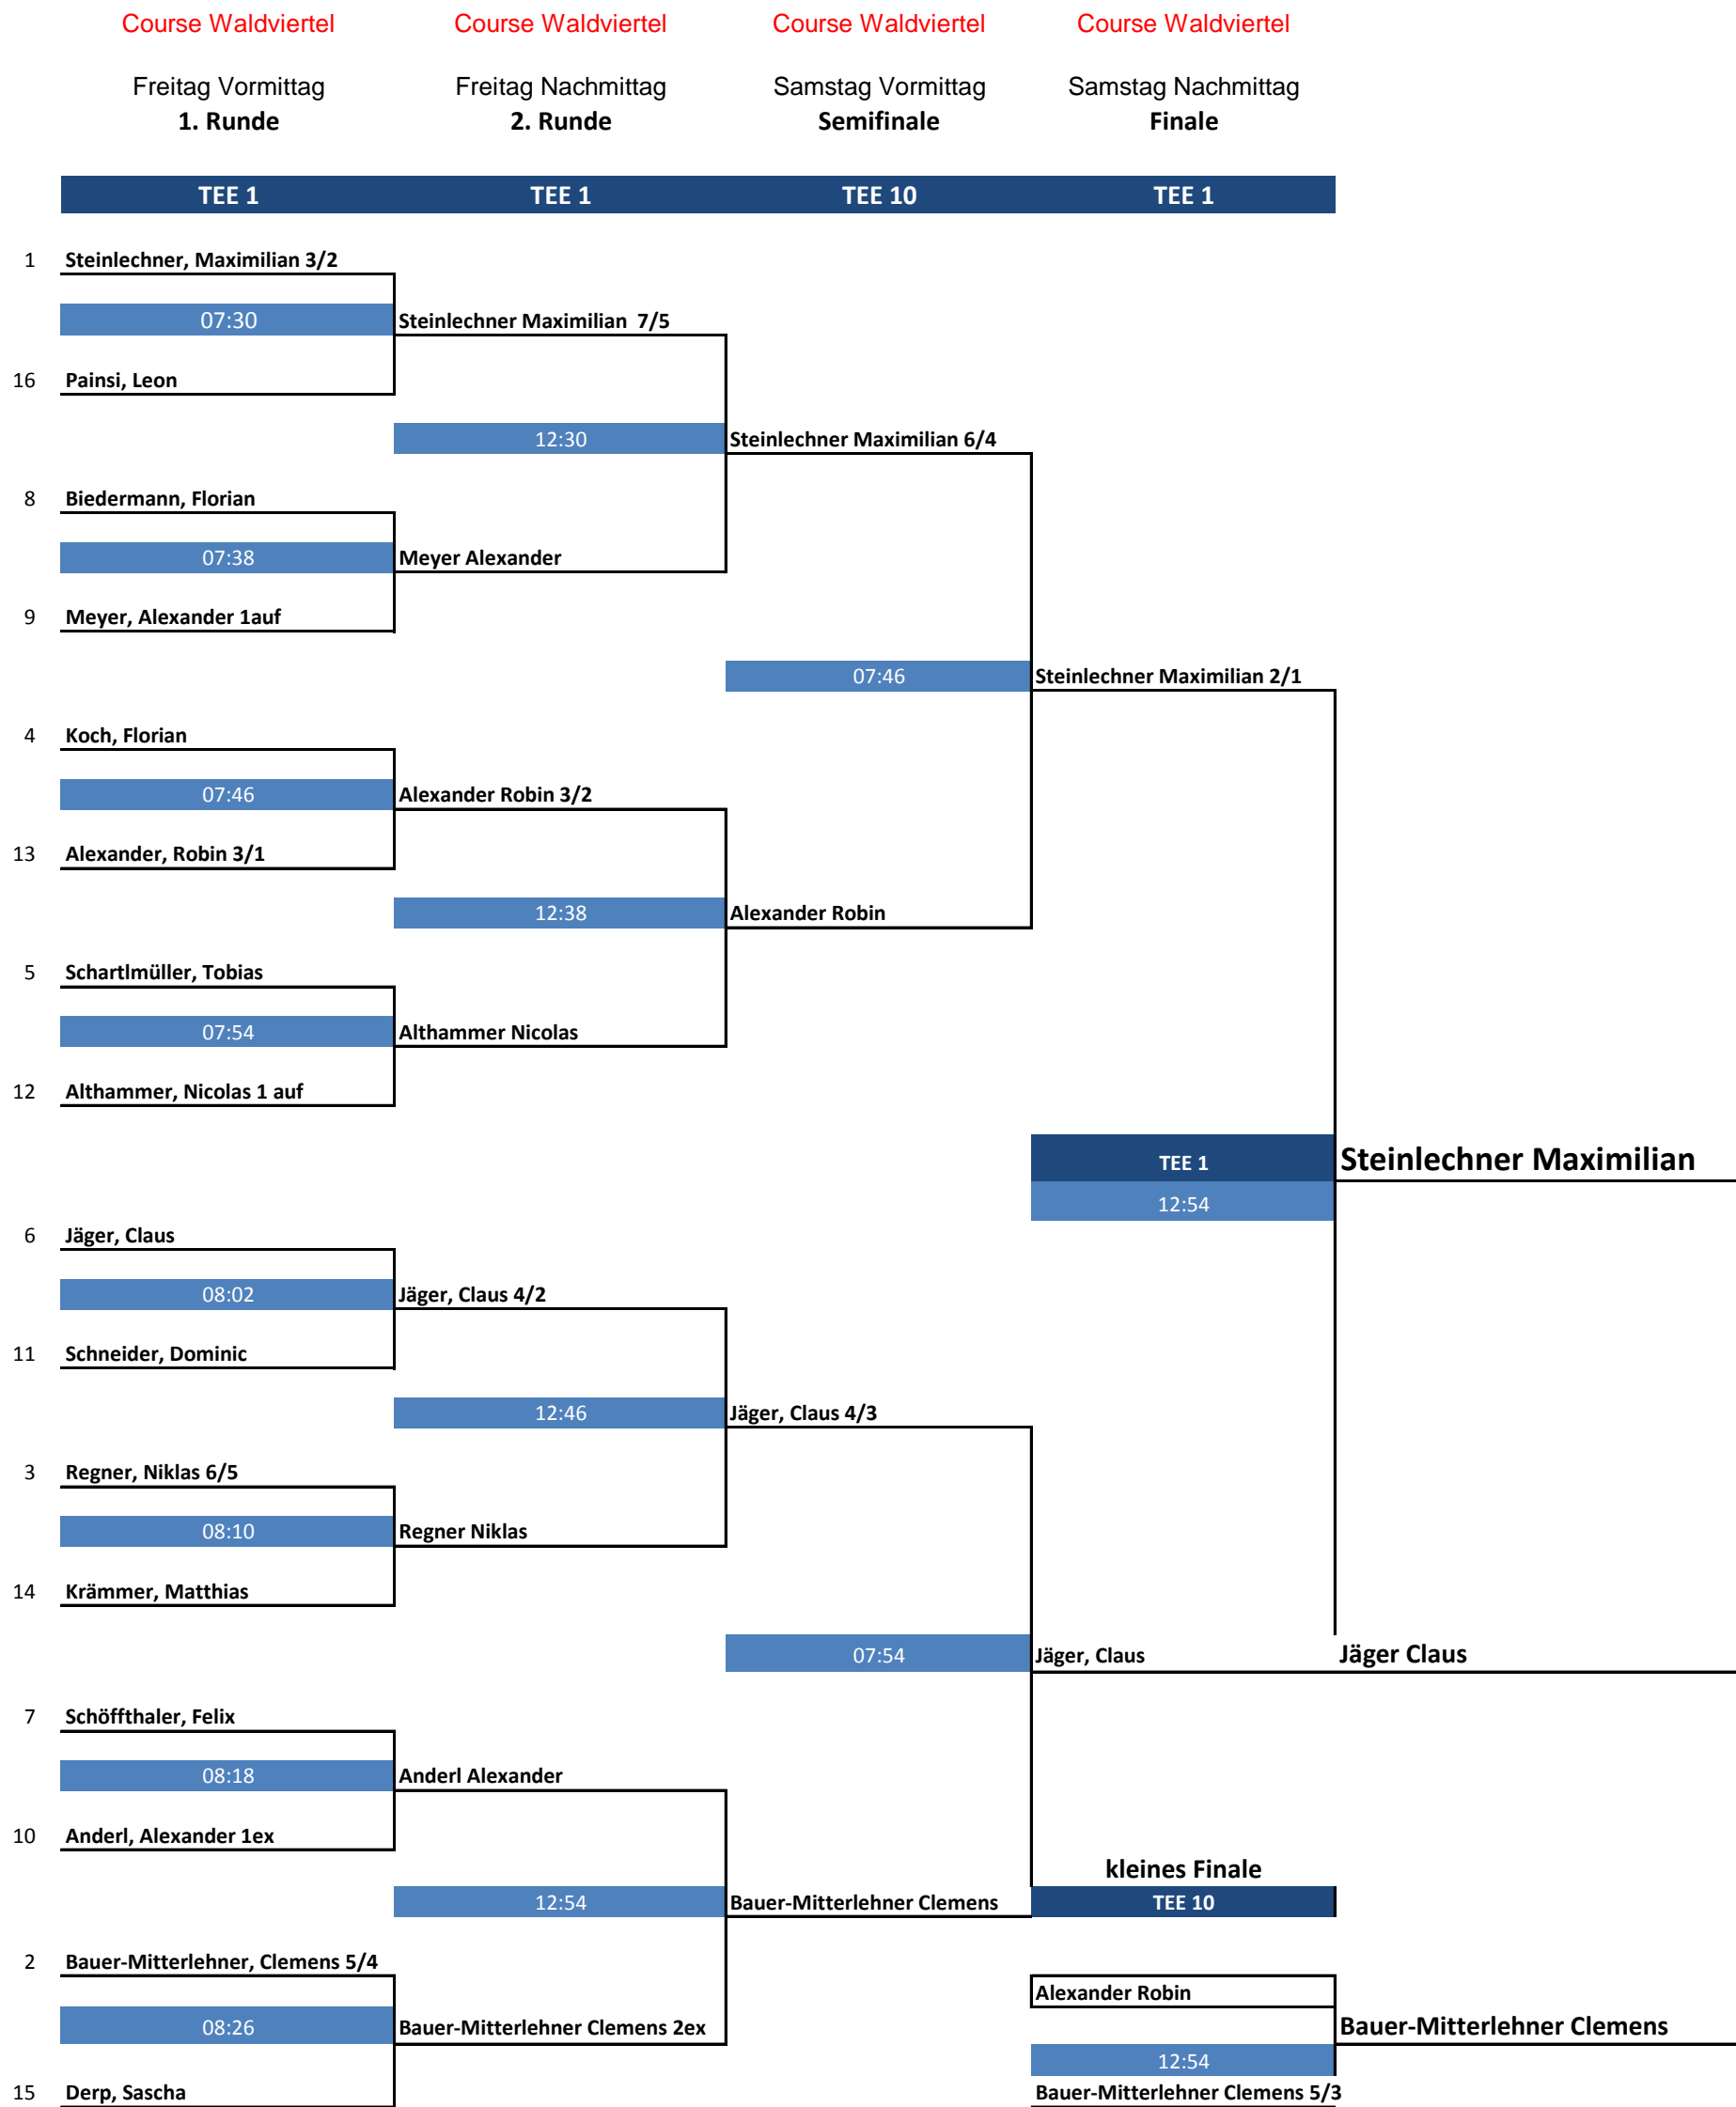 Course Waldviertel Course Waldviertel Course Waldviertel Course Waldviertel
Freitag Vormittag Freitag Nachmittag Samstag Vormittag Samstag Nachmittag
1. Runde 2. Runde Semifinale Finale
TEE 1 TEE 1 TEE 10 TEE 1
1 Steinlechner, Maximilian 3/2
07:30 Steinlechner Maximilian 7/5
16 Painsi, Leon
12:30 Steinlechner Maximilian 6/4
8 Biedermann, Florian
07:38 Meyer Alexander
9 Meyer, Alexander 1auf
07:46 Steinlechner Maximilian 2/1
4 Koch, Florian
07:46 Alexander Robin 3/2
13 Alexander, Robin 3/1
12:38 Alexander Robin
5 Schartlmüller, Tobias
07:54 Althammer Nicolas
12 Althammer, Nicolas 1 auf
TEE 1 Steinlechner Maximilian
12:54
6 Jäger, Claus
08:02 Jäger, Claus 4/2
11 Schneider, Dominic
12:46 Jäger, Claus 4/3
3 Regner, Niklas 6/5
08:10 Regner Niklas
14 Krämmer, Matthias
07:54 Jäger, Claus Jäger Claus
7 Schöffthaler, Felix
08:18 Anderl Alexander
10 Anderl, Alexander 1ex
kleines Finale
12:54 Bauer-Mitterlehner Clemens TEE 10
2 Bauer-Mitterlehner, Clemens 5/4
Alexander Robin
08:26 Bauer-Mitterlehner Clemens 2ex Bauer-Mitterlehner Clemens
12:54
15 Derp, Sascha Bauer-Mitterlehner Clemens 5/3